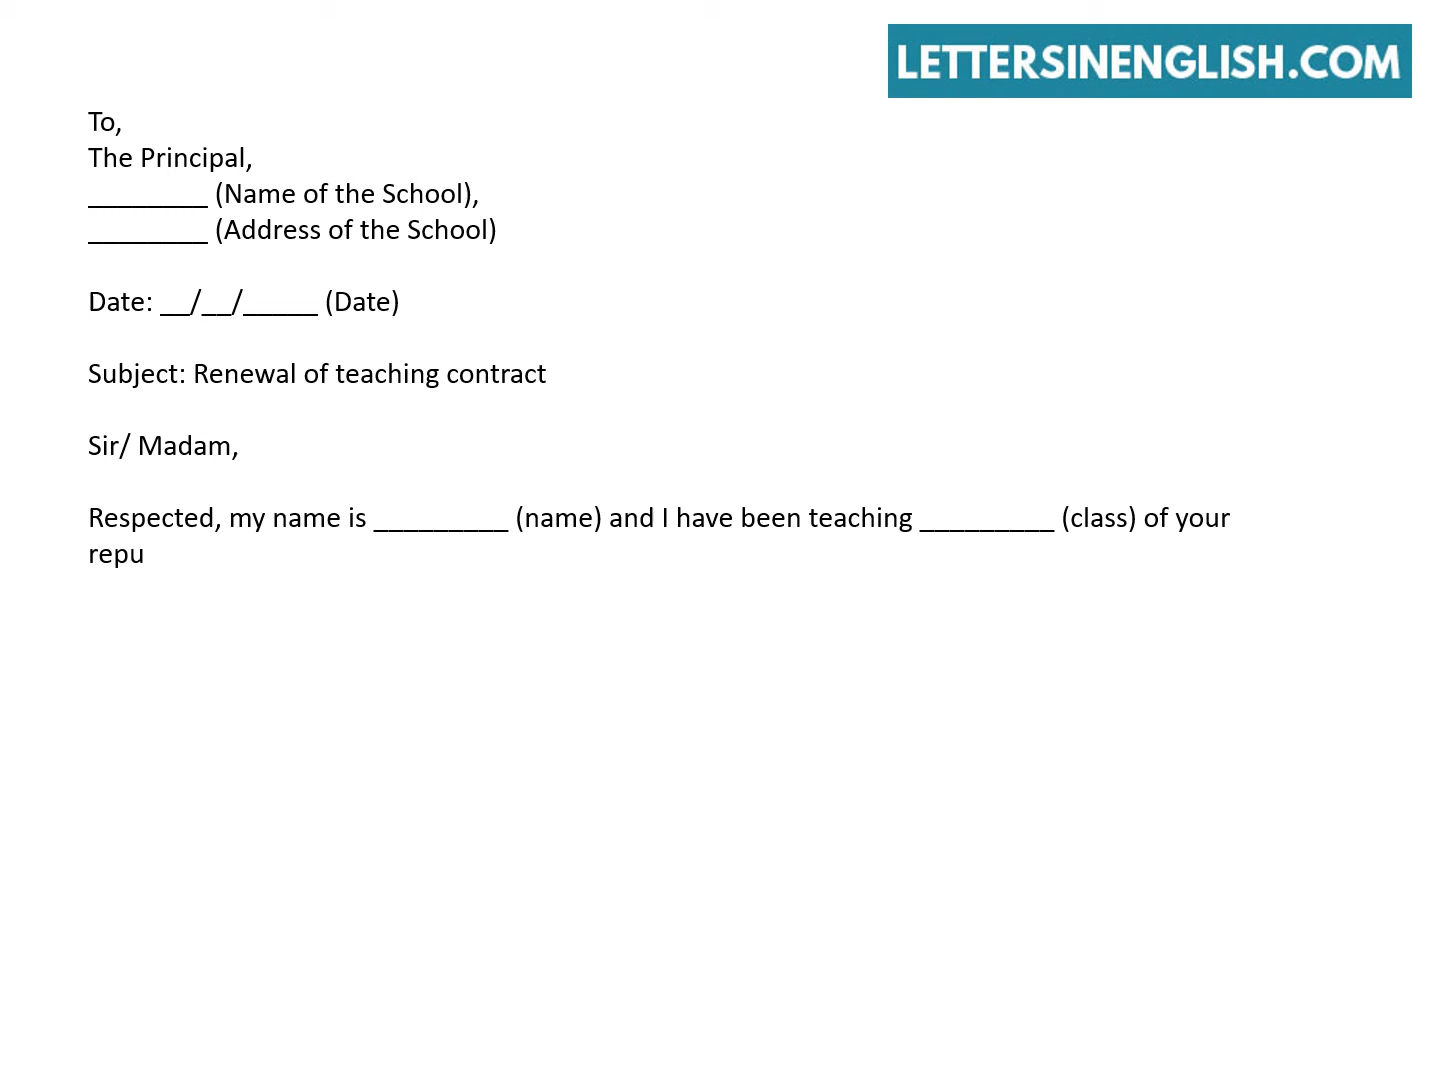 LETTERSINENGLISH.COM
To,
The Principal,
________ (Name of the School),
________ (Address of the School)
Date: __/__/_____ (Date)
Subject: Renewal of teaching contract
Sir/ Madam,
Respected, my name is _________ (name) and I have been teaching _________ (class) of your
repu